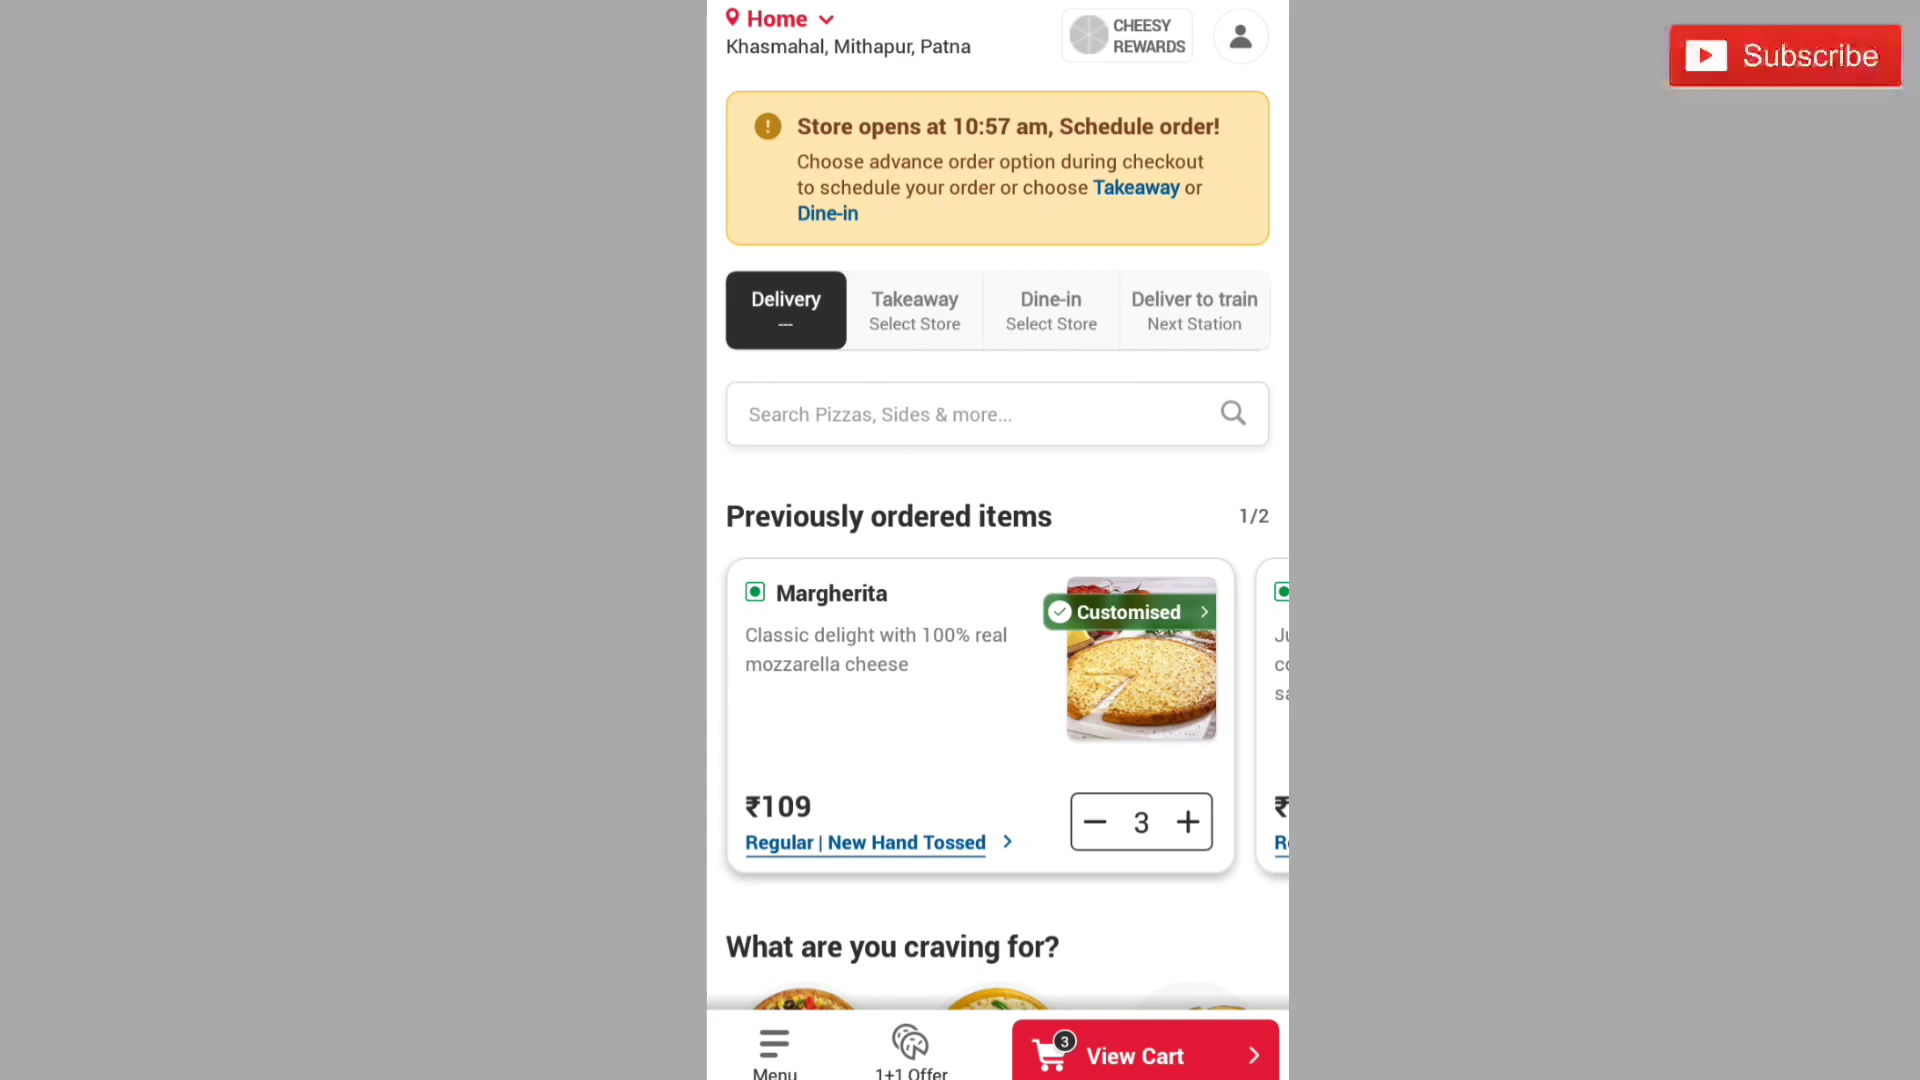 Home
Khasmahal, Mithapur, Patna
CHEESY
REWARDS
Subscribe
Store opens at 10:57 am, Schedule order!
Choose advance order option during checkout
to schedule your order or choose Takeaway or
Dine-in
Delivery
---
Takeaway
Select Store
Dine-in
Select Store
Deliver to train
Next Station
Search Pizzas, Sides & more...
Previously ordered items
1/2
Margherita
Customised
Classic delight with 100% real
mozzarella cheese
₹109
Regular | New Hand Tossed
3
What are you craving for?
Menu
1+1 Offer
3
View Cart